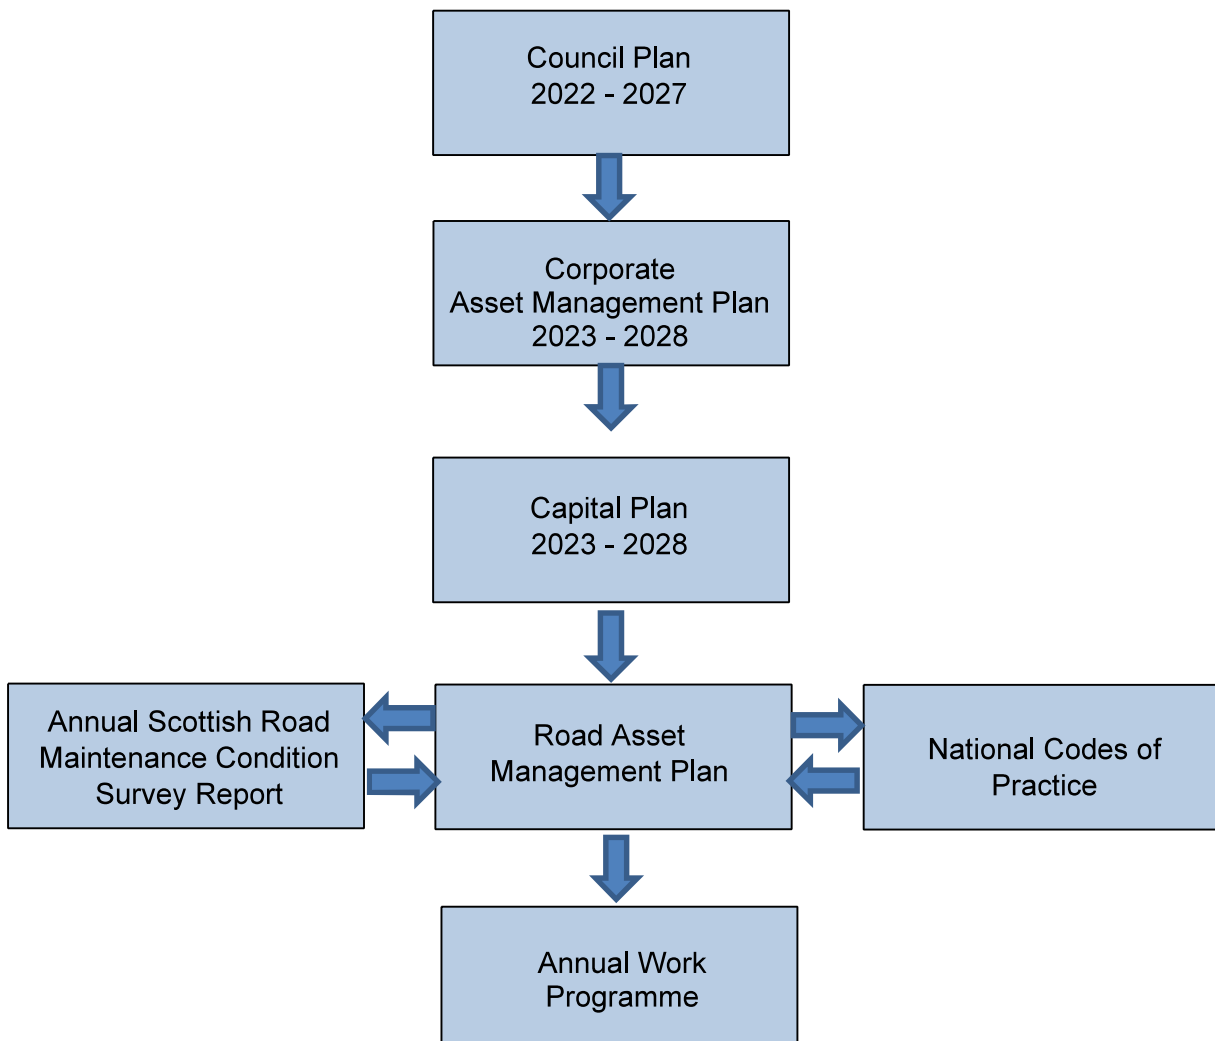 Council Plan
2022 - 2027
Corporate
Asset Management Plan
2023 - 2028
Capital Plan
2023 - 2028
Annual Scottish Road
Maintenance Condition
Survey Report
Road Asset
Management Plan
National Codes of
Practice
Annual Work
Programme